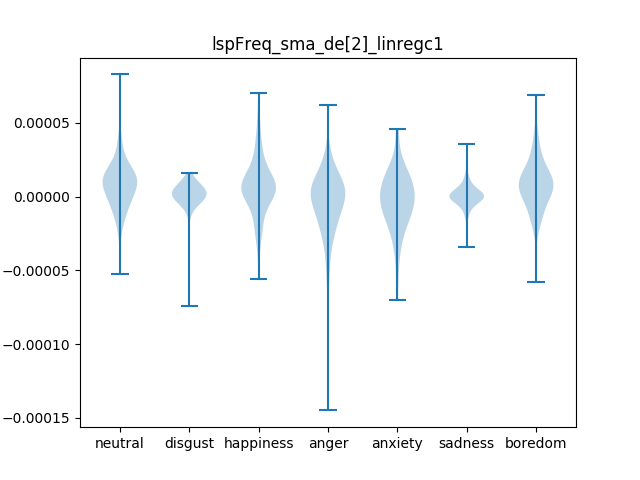 lspFreq_sma_de[2]_linregc1
0.00005
0.00000
−0.00005
−0.00010
−0.00015
neutral disgust happiness anger anxiety sadness boredom